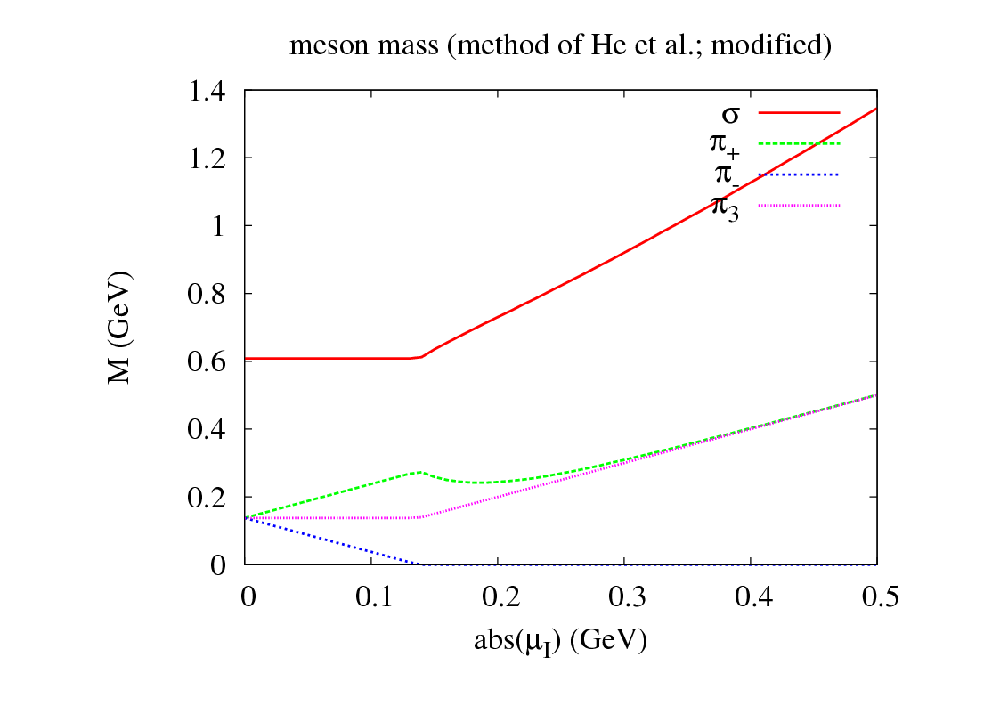 meson mass (method of He et al.; modified)
1.4
1.2
1
0.8
0.6
0.4
0.2
0
M (GeV)
σ
π+
π-
π3
0 0.1 0.2 0.3 0.4 0.5
abs(μI) (GeV)